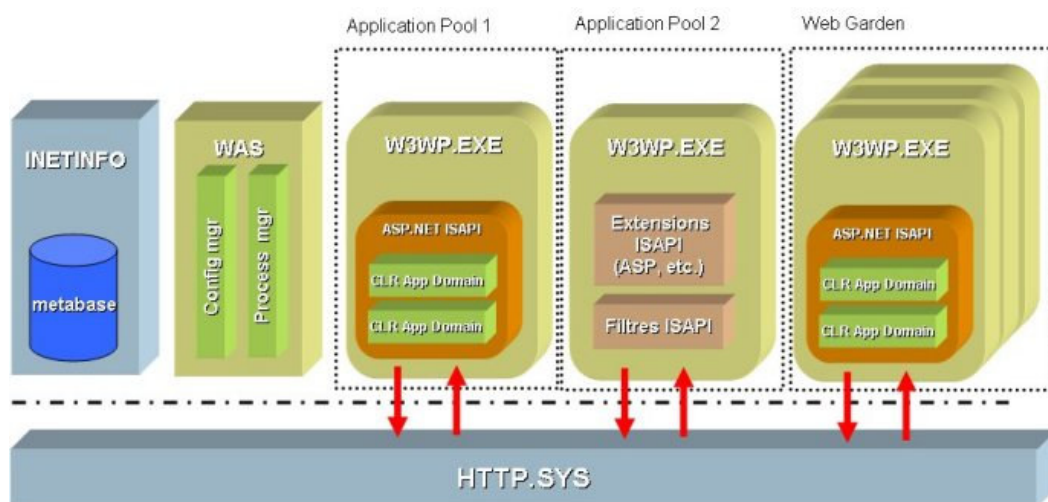 Application Pool 1
Application Pool 2
Web Garden
INETINFO
metabase
WAS
Config mgr
Process mgr
W3WP.EXE
ASP.NET ISAPI
CLR App Domain
CLR App Domain
W3WP.EXE
Extensions
ISAPI
(ASP, etc.)
Filtres ISAPI
W3WP.EXE
ASP.NET ISAPI
CLR App Domain
CLR App Domain
HTTP.SYS